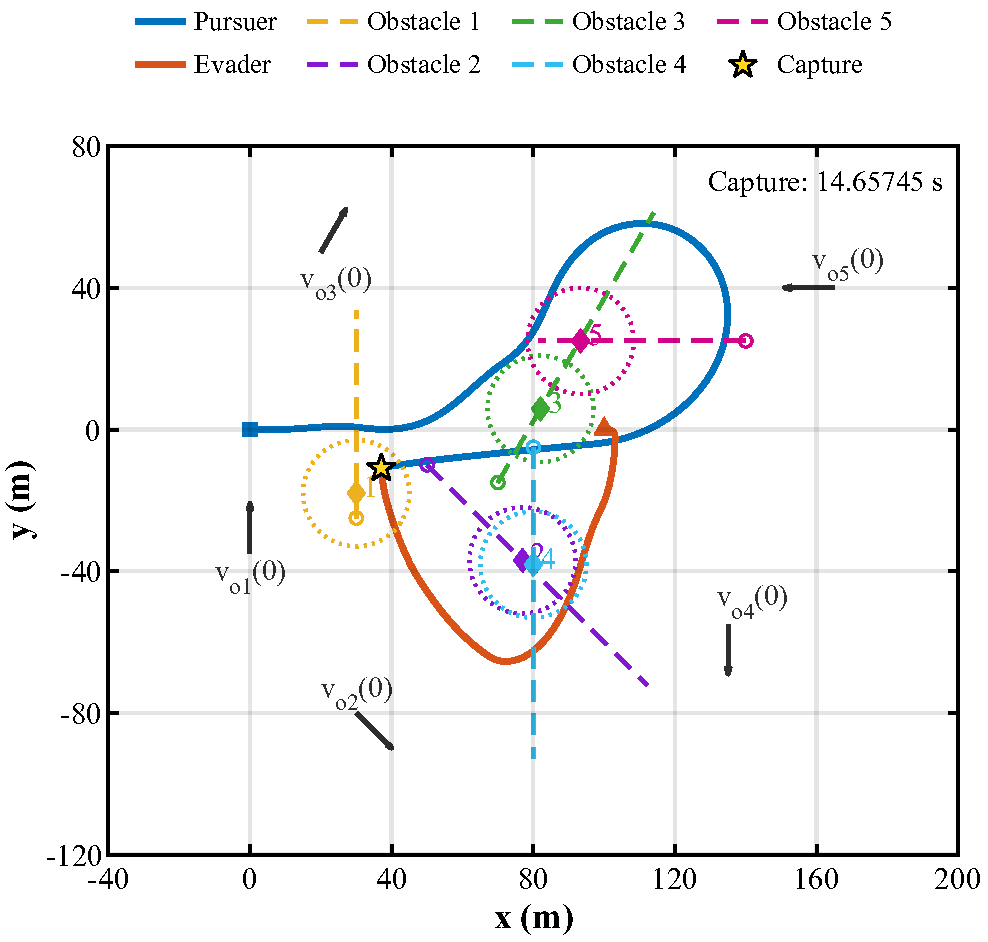 Pursuer
Obstacle 1
Obstacle 3
Obstacle 5
Evader
Obstacle 2
Obstacle 4
Capture
80
Capture: 14.65745 s
v_o3(0)
v_o5(0)
40
5
3
0
1
y (m)
2
4
-40
v_o1(0)
v_o4(0)
v_o2(0)
-80
-120
-40
0
40
80
120
160
200
x (m)